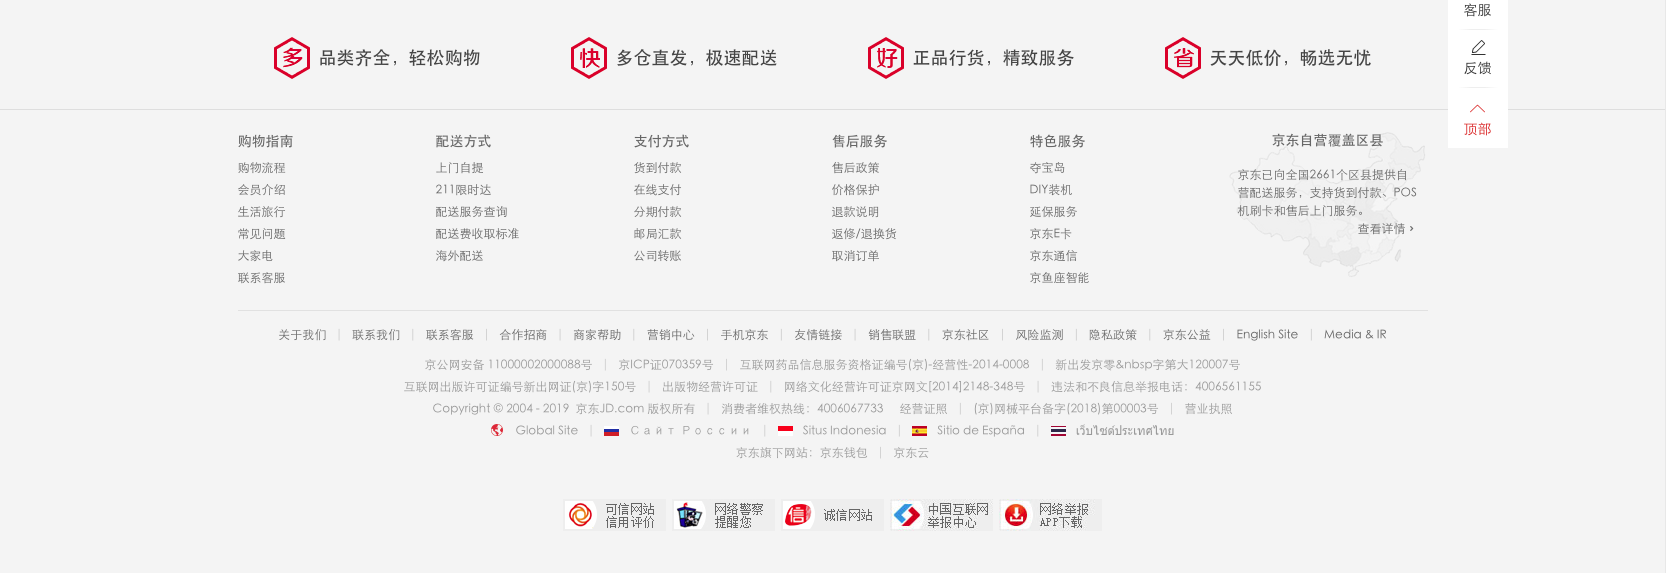 客服
反馈
顶部
多 品类齐全，轻松购物
快 多仓直发，极速配送
好 正品行货，精致服务
省 天天低价，畅选无忧
购物指南
购物流程
会员介绍
生活旅行
常见问题
大家电
联系客服
配送方式
上门自提
211限时达
配送服务查询
配送费收取标准
海外配送
支付方式
货到付款
在线支付
分期付款
邮局汇款
公司转账
售后服务
售后政策
价格保护
退款说明
返修/退换货
取消订单
特色服务
夺宝岛
DIY装机
延保服务
京东E卡
京东通信
京鱼座智能
京东自营覆盖区县
京东已向全国2661个区县提供自
营配送服务，支持货到付款、POS
机刷卡和售后上门服务。
查看详情 ›
关于我们 | 联系我们 | 联系客服 | 合作招商 | 商家帮助 | 营销中心 | 手机京东 | 友情链接 | 销售联盟 | 京东社区 | 风险监测 | 隐私政策 | 京东公益 | English Site | Media & IR
京公网安备 11000002000088号 | 京ICP证070359号 | 互联网药品信息服务资格证编号(京)-经营性-2014-0008 | 新出发京零&nbsp字第大120007号
互联网出版许可证编号新出网证(京)字150号 | 出版物经营许可证 | 网络文化经营许可证京网文[2014]2148-348号 | 违法和不良信息举报电话：4006561155
Copyright © 2004 - 2019 京东JD.com 版权所有 | 消费者维权热线：4006067733 经营证照 | (京)网械平台备字(2018)第00003号 | 营业执照
Global Site | Сайт России | Situs Indonesia | Sitio de España | เว็บไซต์ประเทศไทย
京东旗下网站：京东钱包 | 京东云
可信网站
信用评价
网络警察
提醒您
诚信网站
中国互联网
举报中心
网络举报
APP下载